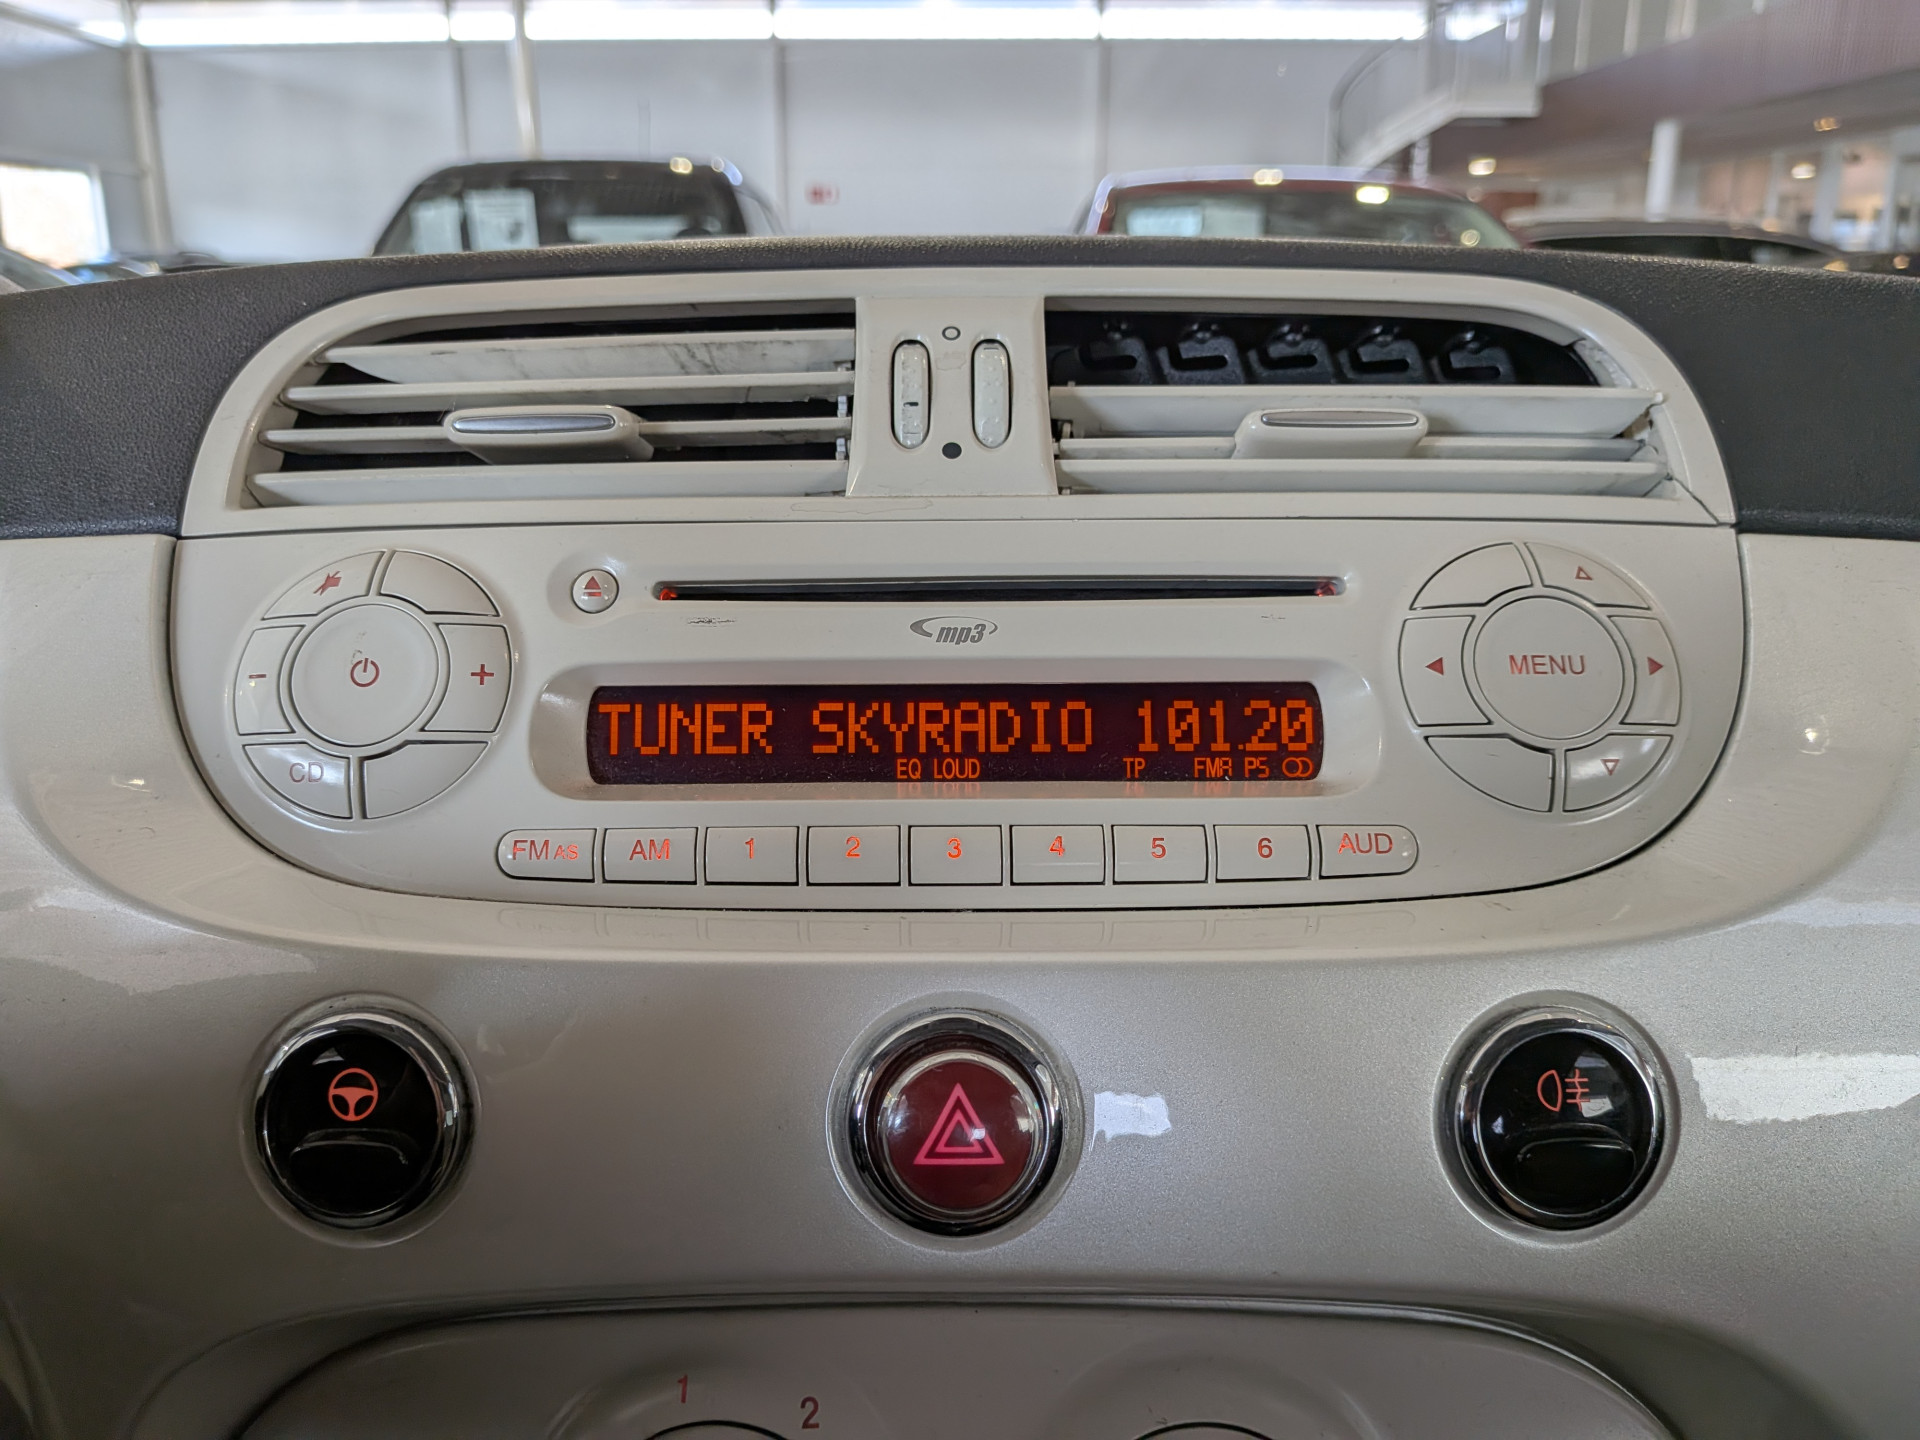 mp3
MENU
TUNER SKYRADIO 101.20
EQ LOUD TP FMA PS
CD
FM AS AM 1 2 3 4 5 6 AUD
1
2